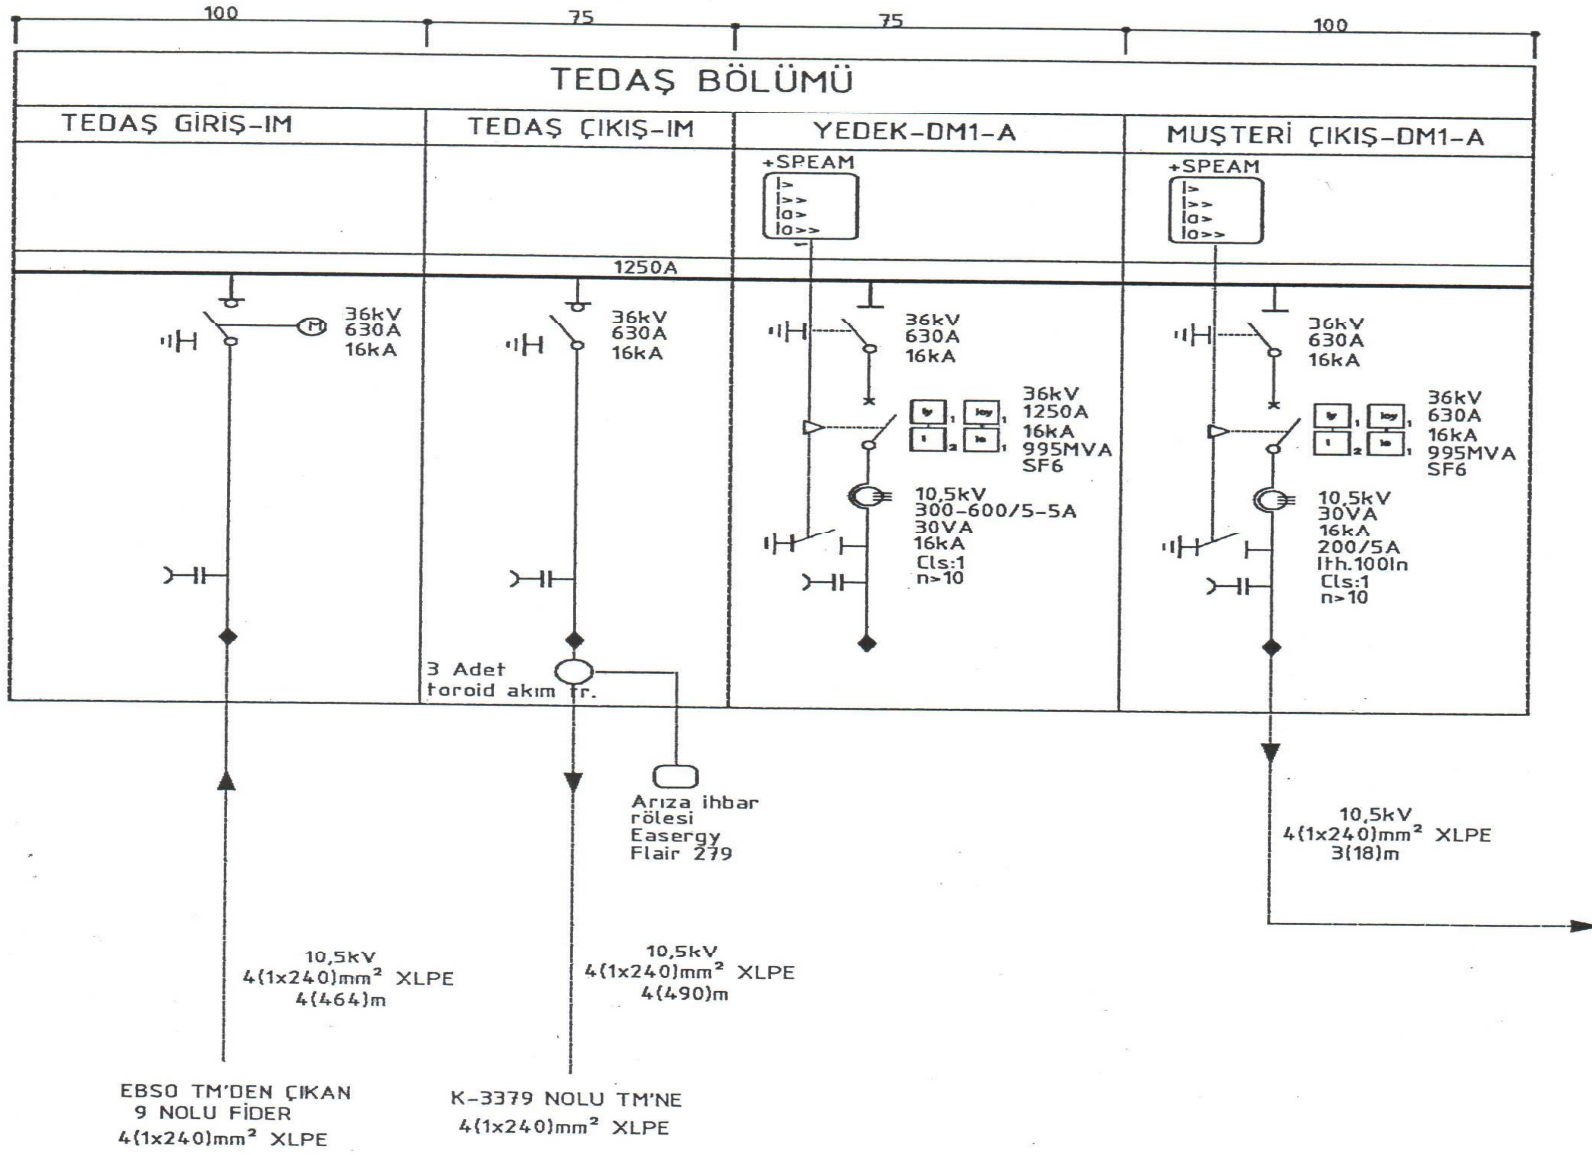 100
75
75
100
TEDAŞ BÖLÜMÜ
TEDAŞ GİRİŞ-IM
TEDAŞ ÇIKIŞ-IM
YEDEK-DM1-A
MUŞTERİ ÇIKIŞ-DM1-A
+SPEAM
I>
I>>
Io>
Io>>
+SPEAM
I>
I>>
Io>
Io>>
1250A
M
36kV
630A
16kA
36kV
630A
16kA
36kV
630A
16kA
36kV
1250A
16kA
995MVA
SF6
10,5kV
300-600/5-5A
30VA
16kA
Cls:1
n>10
36kV
630A
16kA
36kV
630A
16kA
995MVA
SF6
10,5kV
30VA
16kA
200/5A
Ith.100In
Cls:1
n>10
3 Adet
toroid akım tr.
Arıza ihbar
rölesi
Easergy
Flair 279
10,5kV
4(1x240)mm² XLPE
4(464)m
10,5kV
4(1x240)mm² XLPE
4(490)m
10,5kV
4(1x240)mm² XLPE
3(18)m
EBSO TM'DEN ÇIKAN
9 NOLU FİDER
4(1x240)mm² XLPE
K-3379 NOLU TM'NE
4(1x240)mm² XLPE